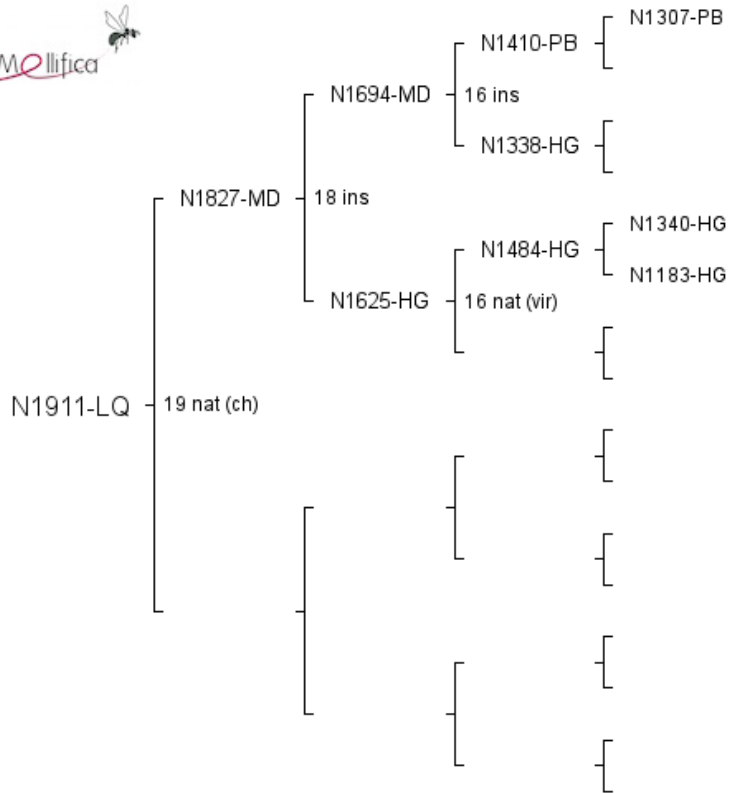 N1307-PB
N1410-PB
Mellifica
N1694-MD 16 ins
N1338-HG
N1827-MD 18 ins
N1340-HG
N1484-HG
N1183-HG
N1625-HG 16 nat (vir)
N1911-LQ 19 nat (ch)